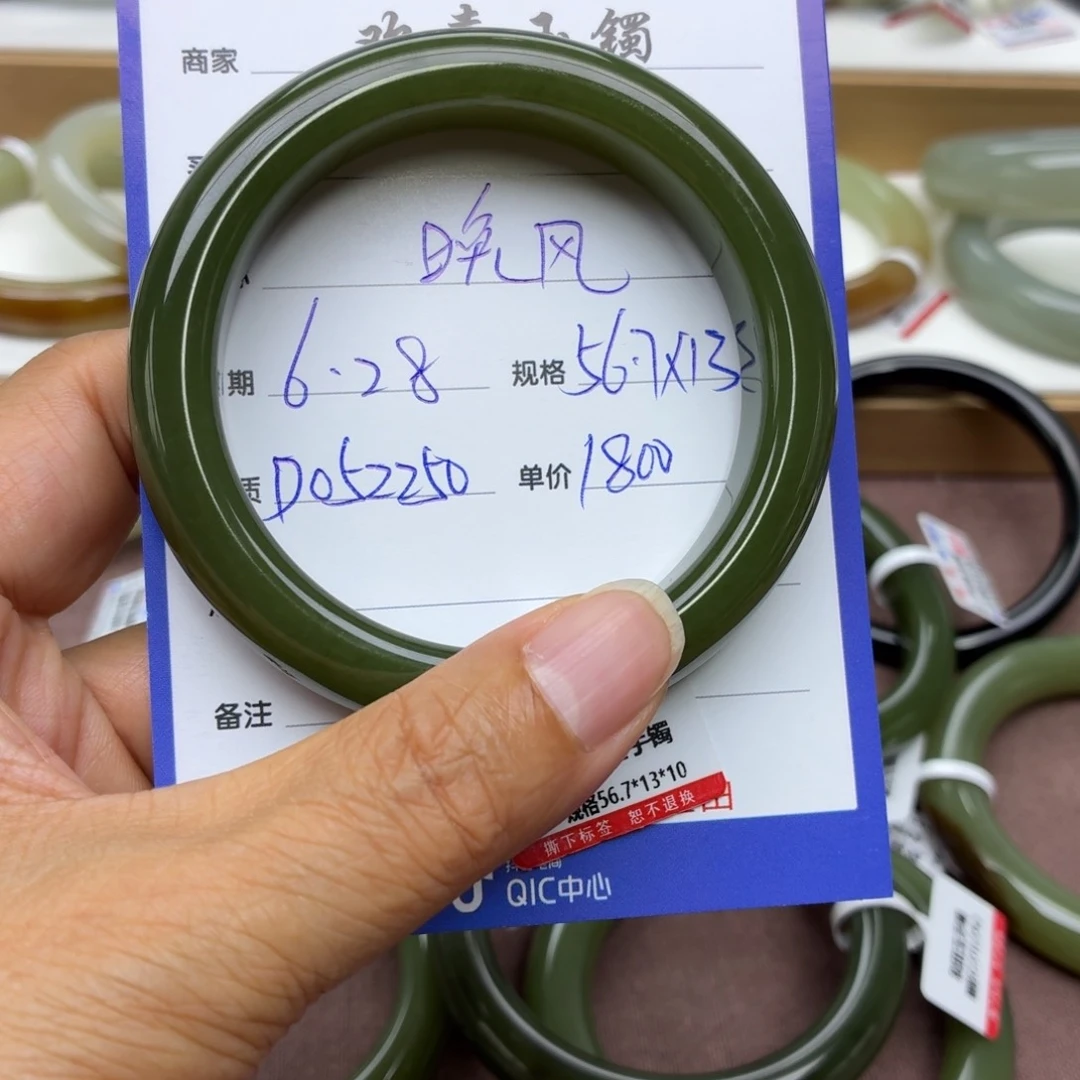 商家
晚风
期 6.28 规格 56.7X13.5
质 D052250 单价 1800
备注
手镯
规格56.7*13*10
撕下标签 恕不退换
QIC中心